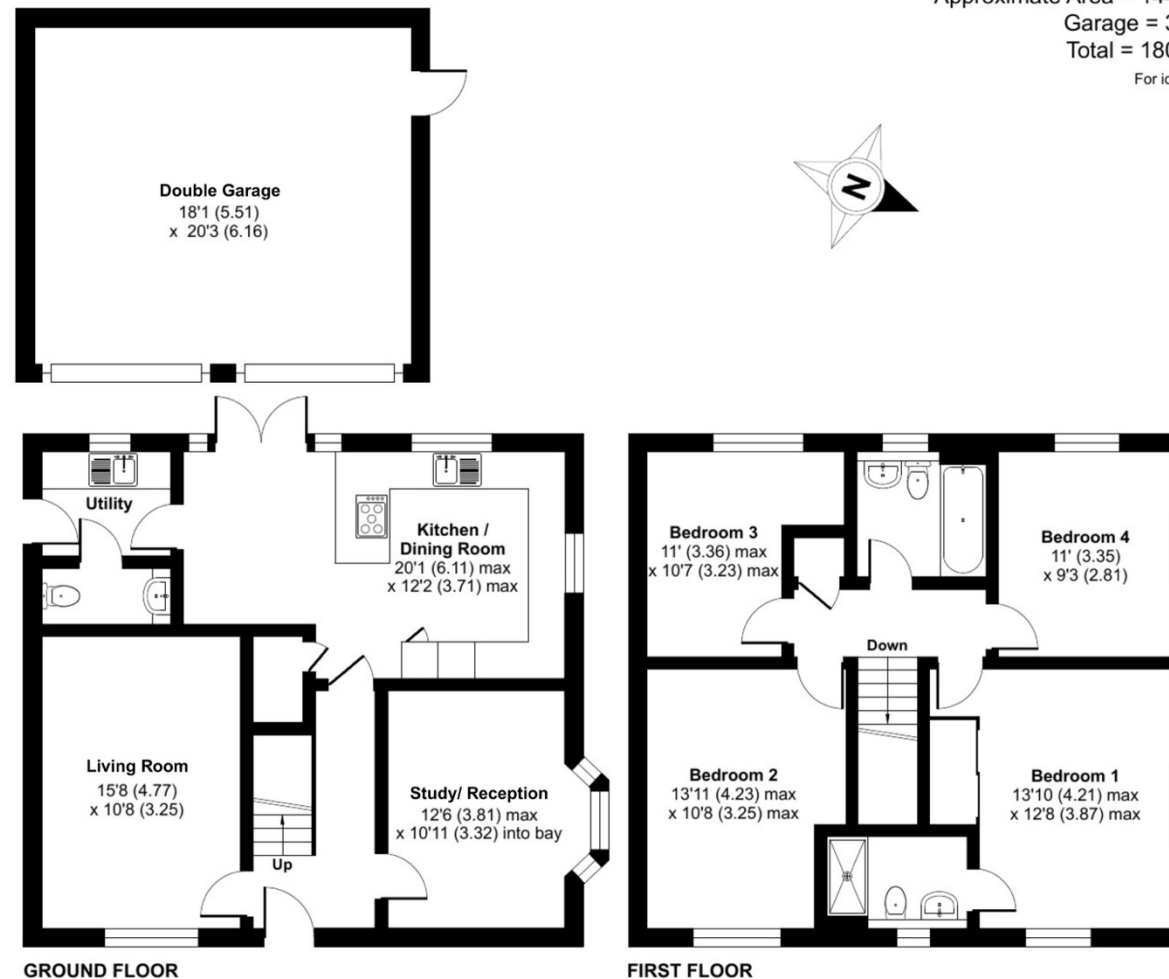 Approximate Area
Garage =
Total =
For
Double Garage
18'1 (5.51)
x 20'3 (6.16)
N
Utility
Kitchen /
Dining Room
20'1 (6.11) max
x 12'2 (3.71) max
Living Room
15'8 (4.77)
x 10'8 (3.25)
Up
Study/ Reception
12'6 (3.81) max
x 10'11 (3.32) into bay
GROUND FLOOR
Bedroom 3
11' (3.36) max
x 10'7 (3.23) max
Bedroom 4
11' (3.35)
x 9'3 (2.81)
Down
Bedroom 2
13'11 (4.23) max
x 10'8 (3.25) max
Bedroom 1
13'10 (4.21) max
x 12'8 (3.87) max
FIRST FLOOR